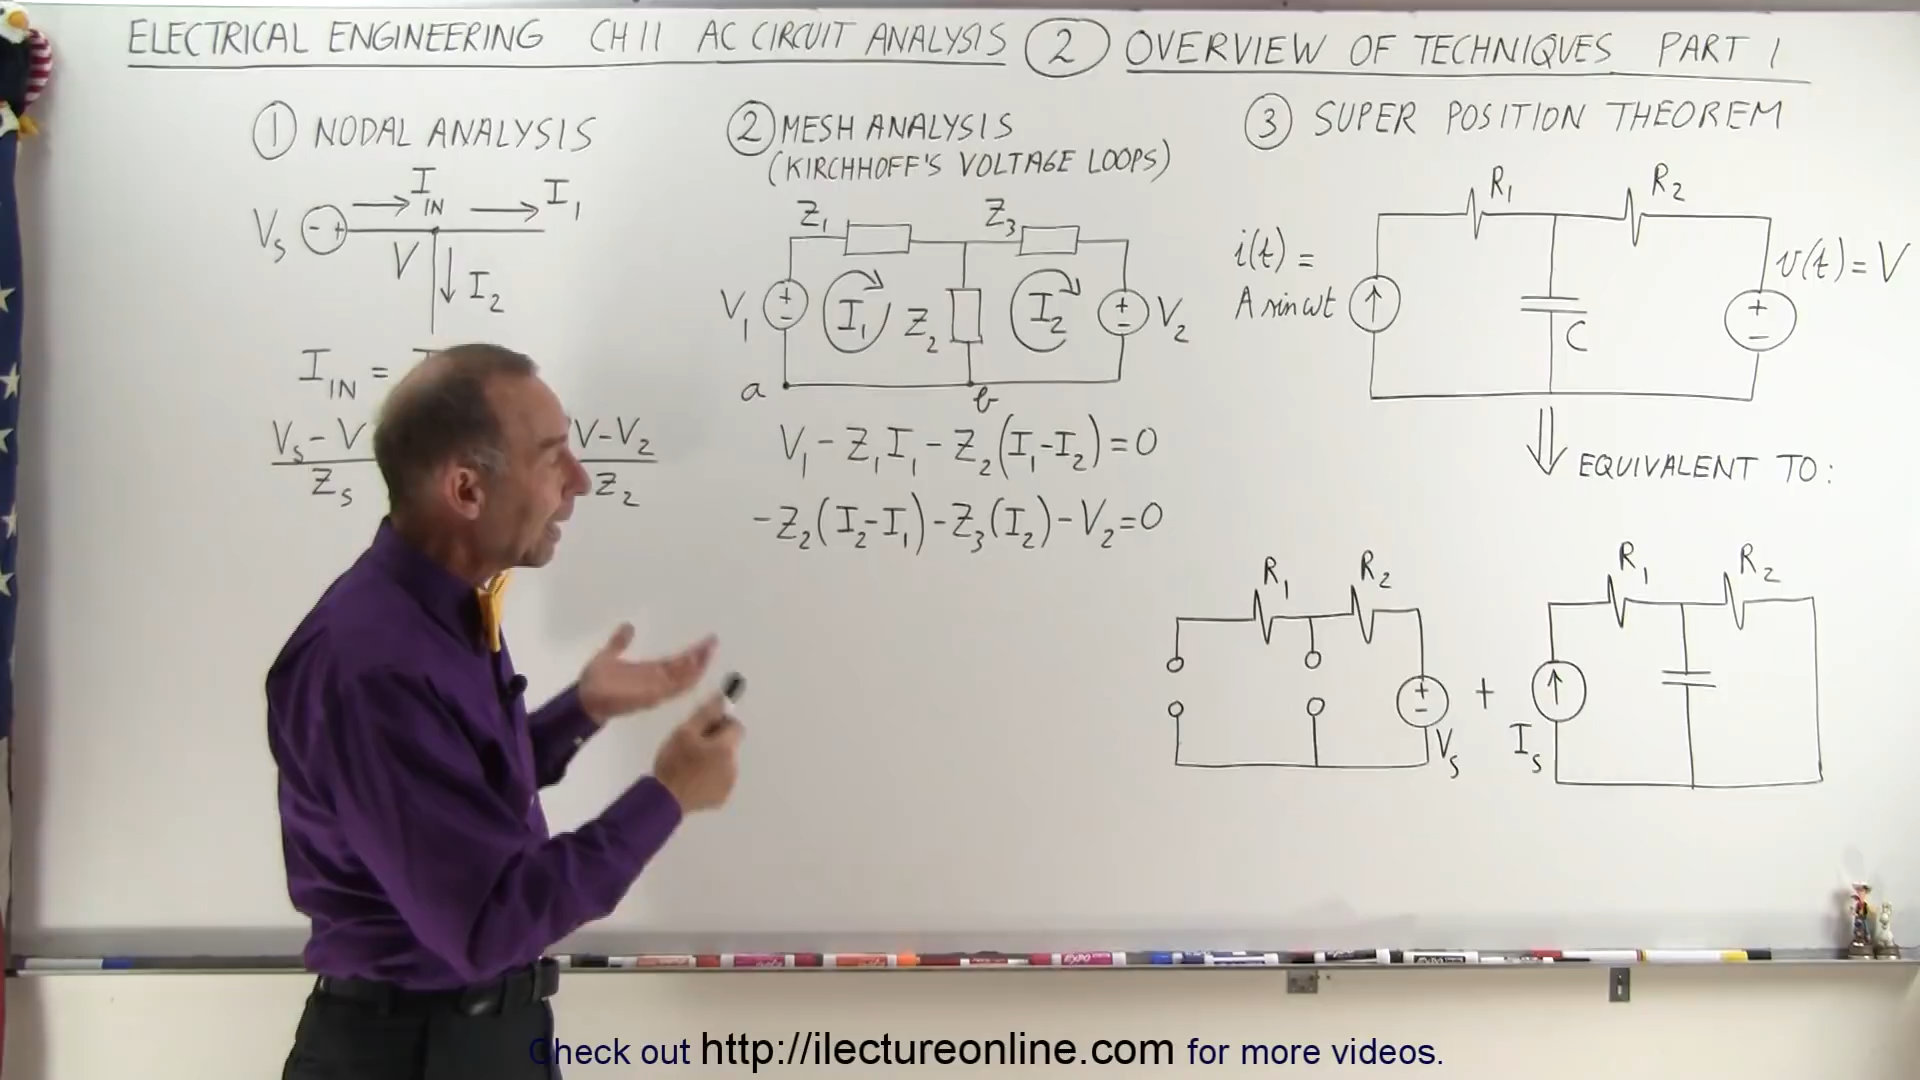 ELECTRICAL ENGINEERING CH 11 AC CIRCUIT ANALYSIS ② OVERVIEW OF TECHNIQUES PART 1
① NODAL ANALYSIS
I_IN I_1
V_S - +
V I_2
I_IN =
V_S - V V-V_2
Z_S Z_2
② MESH ANALYSIS
(KIRCHHOFF'S VOLTAGE LOOPS)
Z_1 Z_3
V_1 + - I_1 Z_2 I_2 + - V_2
a b
V_1 - Z_1I_1 - Z_2(I_1-I_2)=0
-Z_2(I_2-I_1)-Z_3(I_2)-V_2=0
③ SUPER POSITION THEOREM
R_1 R_2
i(t) =
A sin ωt
C
+ -
v(t)=V
EQUIVALENT TO:
R_1 R_2
+ -
V_S
+
R_1 R_2
I_S
EXPO
EXPO
Check out http://ilectureonline.com for more videos.